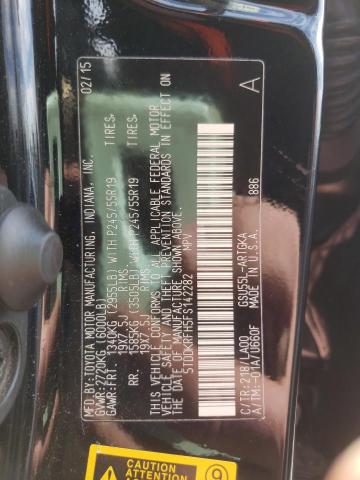 MFD.BY: TOYOTA MOTOR MANUFACTURING, INDIANA, INC. 02/15
GVWR: 2720KG (6000LB)
GAWR:FRT. 1340KG (2955LB) WITH P245/55R19 TIRES,
19X7.5J RIMS
RR. 1585KG (3505LB) WITH P245/55R19 TIRES,
19X7.5J RIMS
THIS VEHICLE CONFORMS TO ALL APPLICABLE FEDERAL MOTOR
VEHICLE SAFETY AND THEFT PREVENTION STANDARDS IN EFFECT ON
THE DATE OF MANUFACTURE SHOWN ABOVE.
5TDDKRFH5FS142282 MPV
A
886
C/TR:218/LA00 GSU55L-ARTGKA
A/TM:-01A/U660F MADE IN U.S.A.
CAUTION
ATTENTION